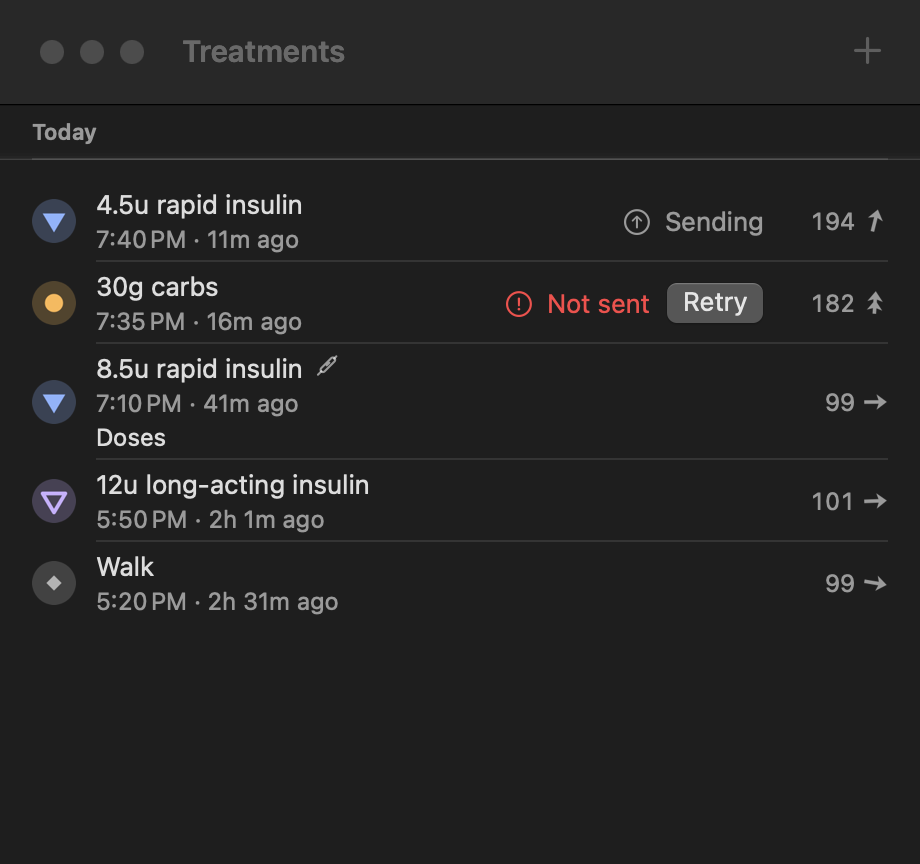 Treatments
Today
4.5u rapid insulin
7:40 PM · 11m ago
Sending
194
30g carbs
7:35 PM · 16m ago
Not sent
Retry
182
8.5u rapid insulin
7:10 PM · 41m ago
Doses
99
12u long-acting insulin
5:50 PM · 2h 1m ago
101
Walk
5:20 PM · 2h 31m ago
99